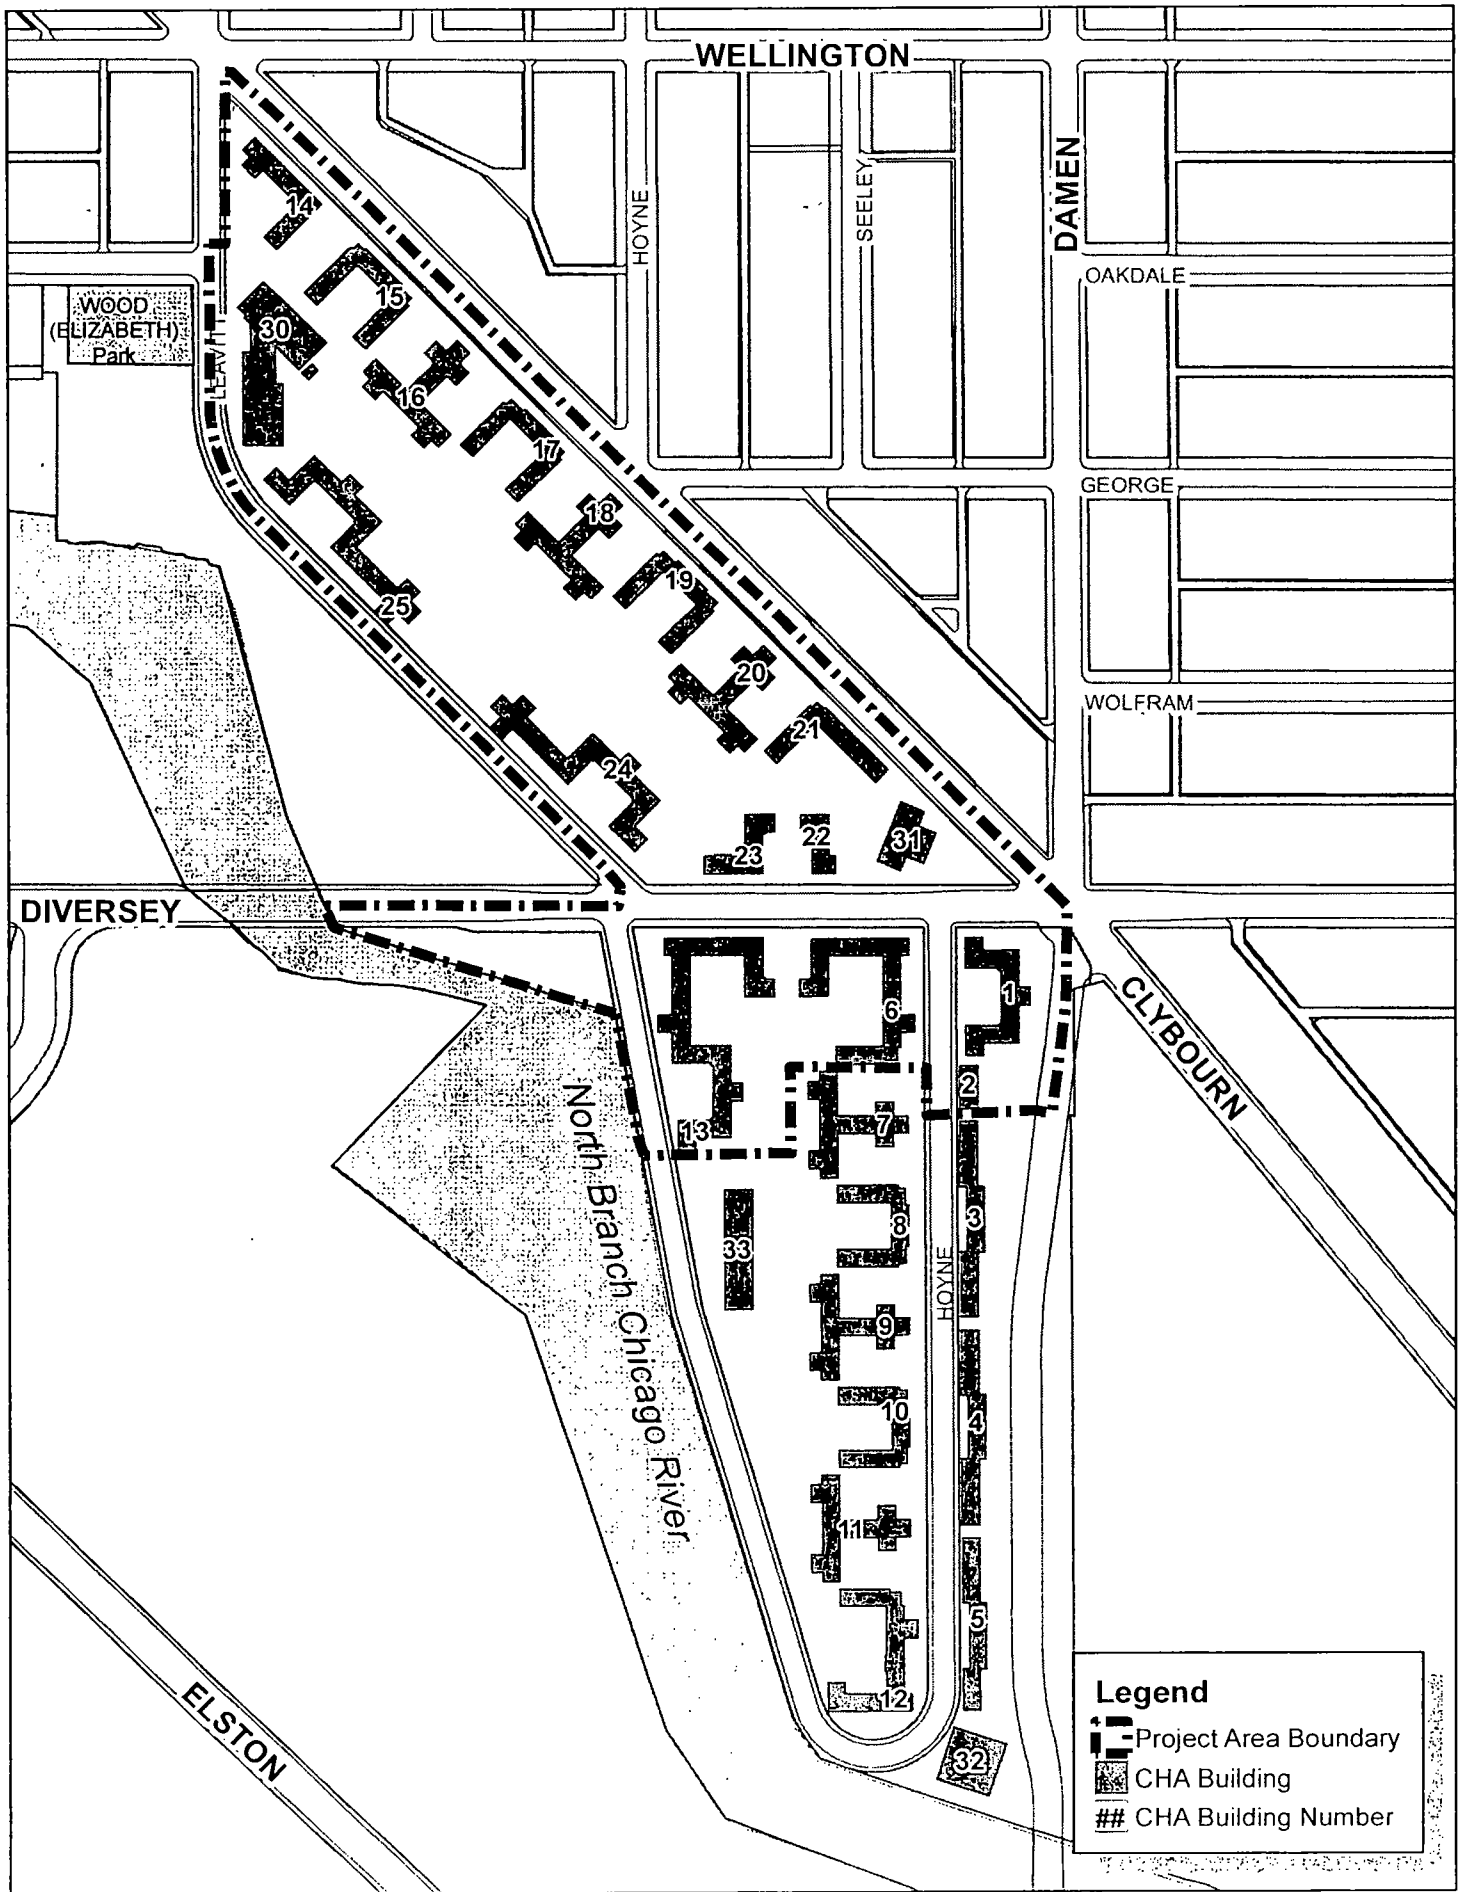 WELLINGTON
HOYNE
SEELEY
DAMEN
14
OAKDALE
15
WOOD
(ELIZABETH)
Park
30
LEAVITT
16
17
GEORGE
18
19
25
20
WOLFRAM
21
24
22
31
23
DIVERSEY
1
CLYBOURN
6
2
North Branch Chicago River
7
13
3
8
33
HOYNE
9
10
4
11
5
12
ELSTON
32
Legend
Project Area Boundary
CHA Building
## CHA Building Number